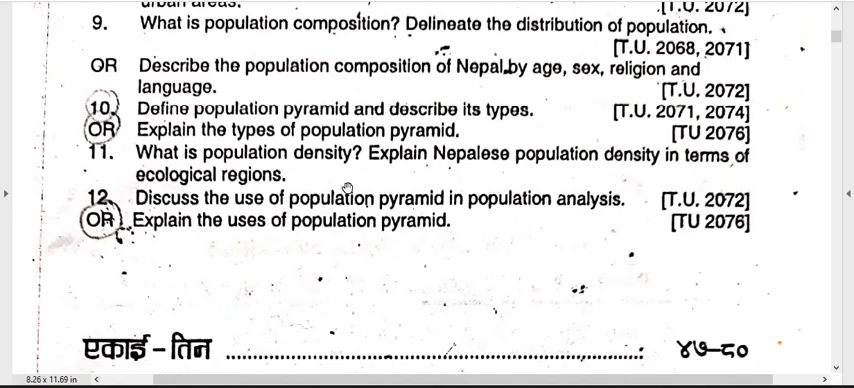 urban areas. [T.U. 2072]
9. What is population composition? Delineate the distribution of population.
[T.U. 2068, 2071]
OR Describe the population composition of Nepal by age, sex, religion and
language. [T.U. 2072]
10. Define population pyramid and describe its types. [T.U. 2071, 2074]
OR Explain the types of population pyramid. [TU 2076]
11. What is population density? Explain Nepalese population density in terms of
ecological regions.
12. Discuss the use of population pyramid in population analysis. [T.U. 2072]
OR Explain the uses of population pyramid. [TU 2076]
एकाई – तिन ........................................................................: ४७–८०
8.26 x 11.69 in